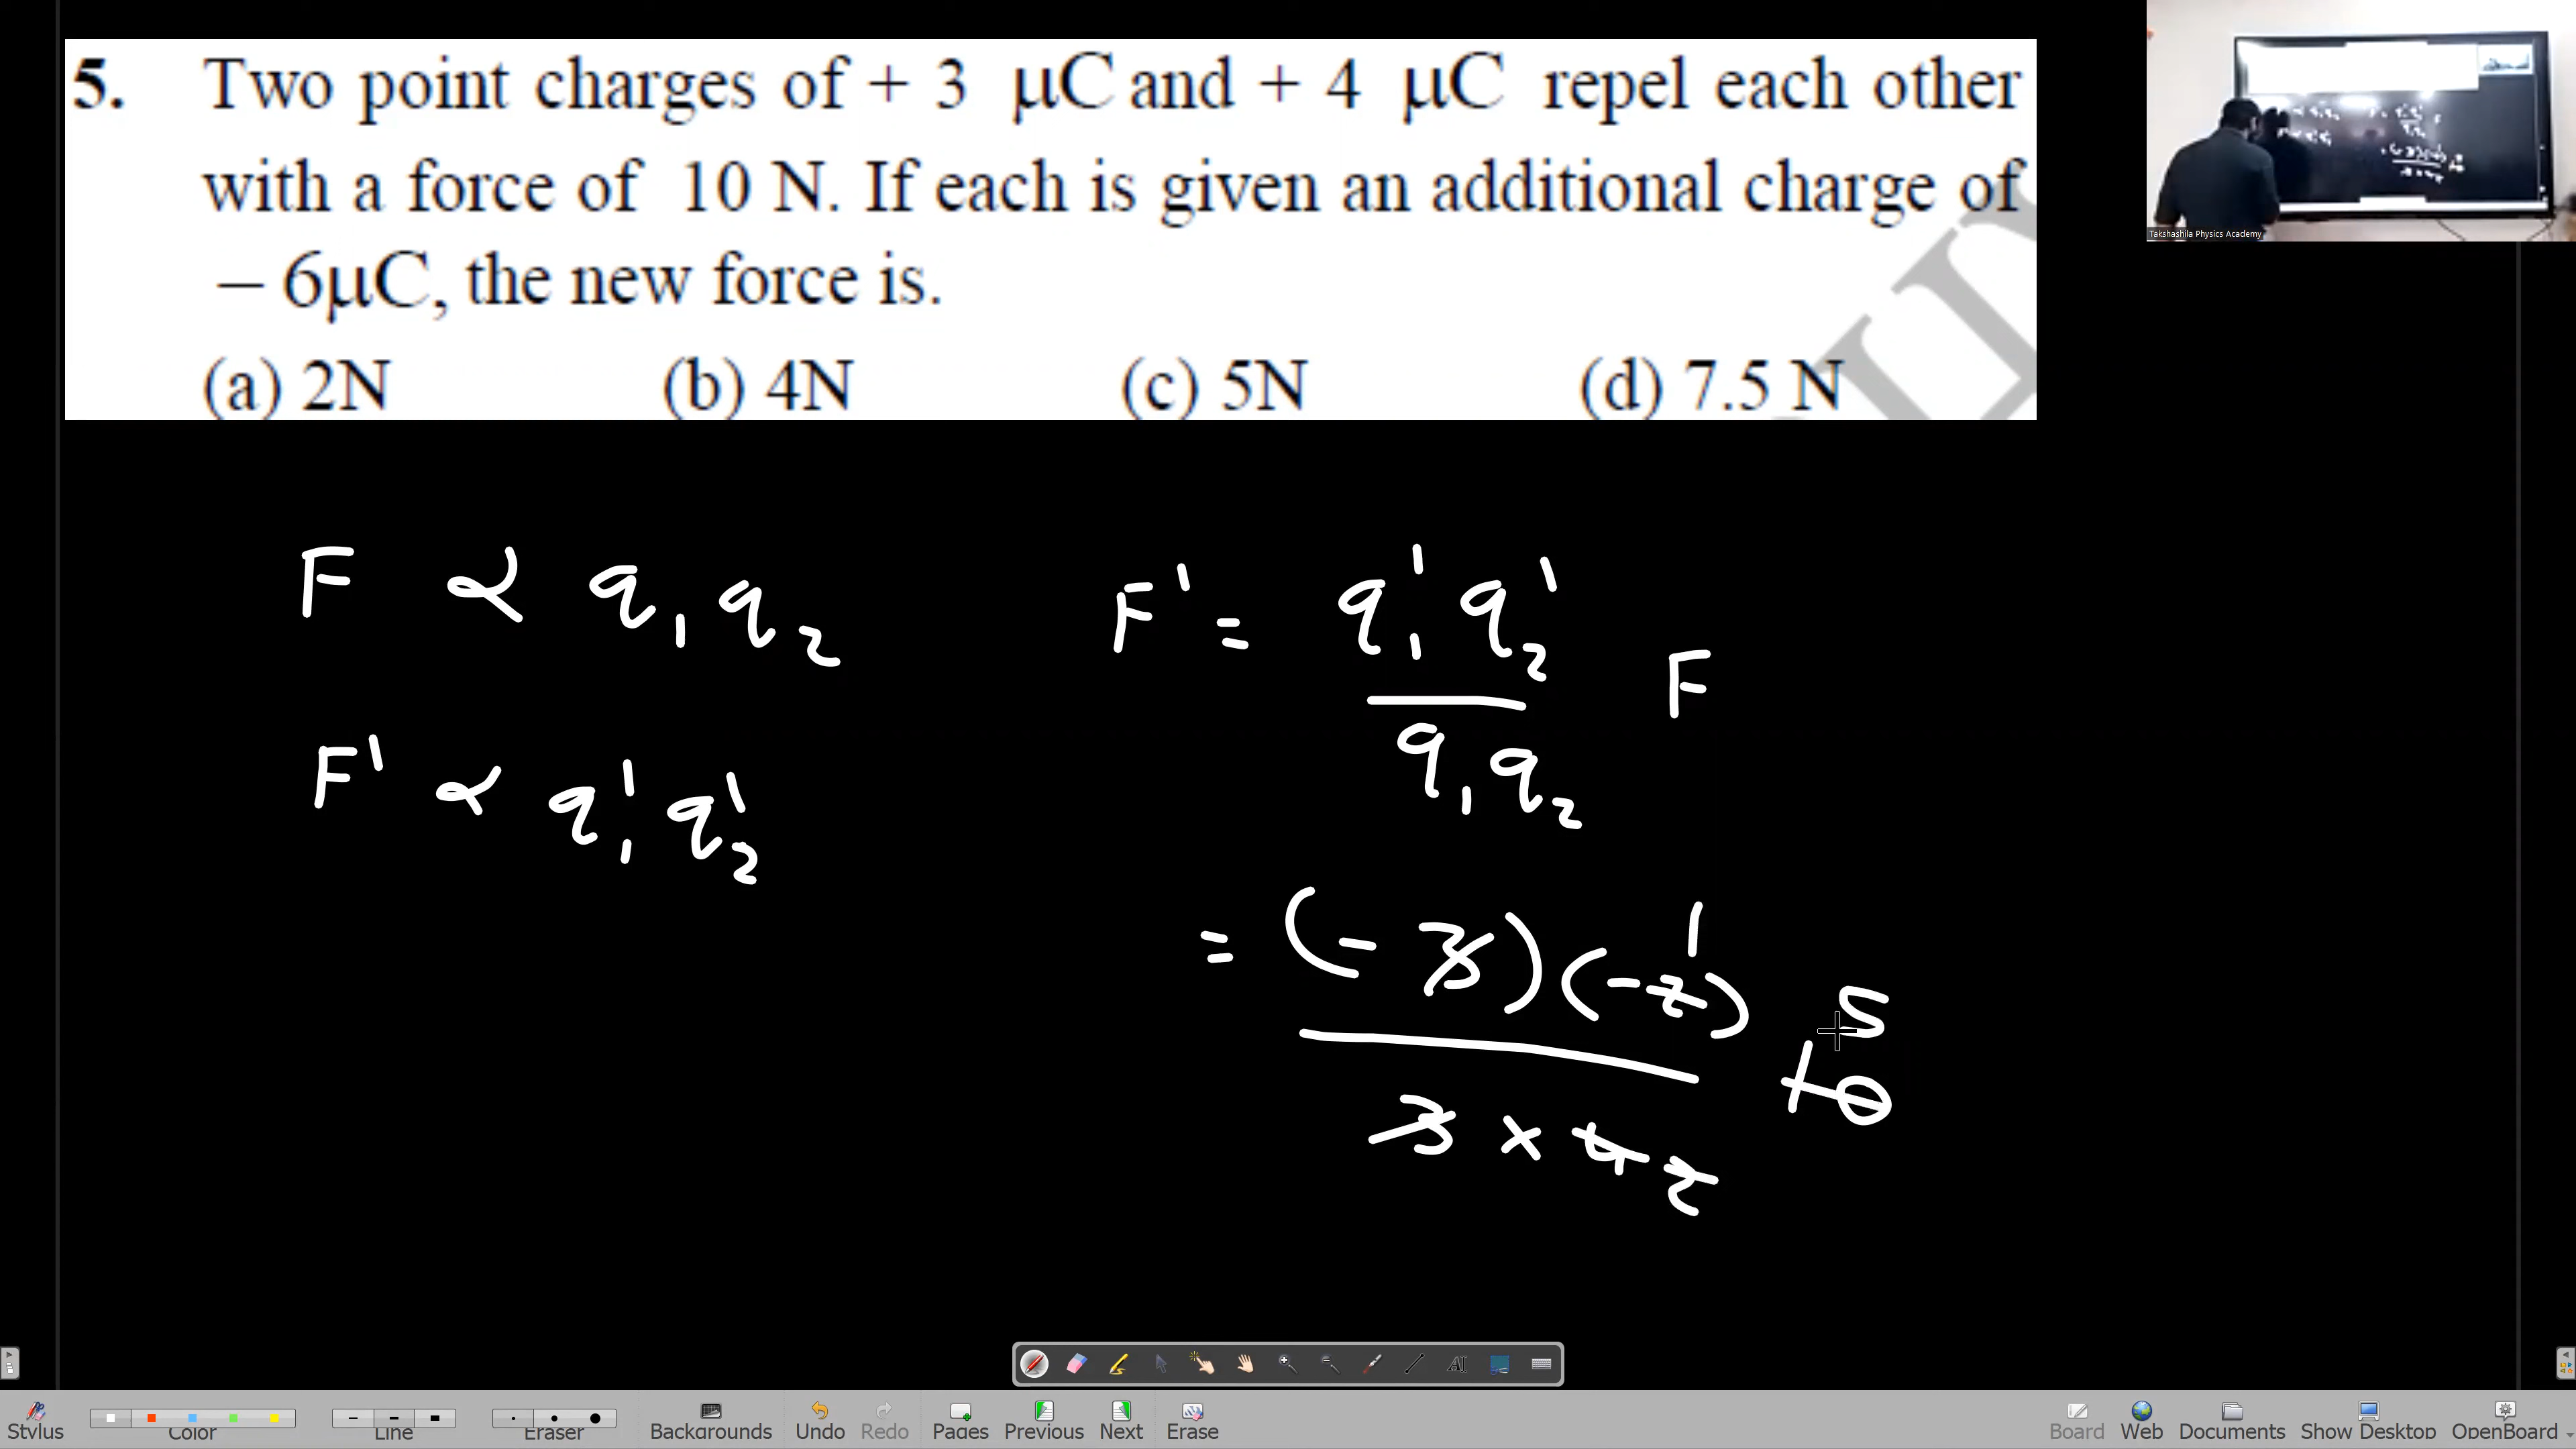 5. Two point charges of + 3 μC and + 4 μC repel each other
with a force of 10 N. If each is given an additional charge of
– 6μC, the new force is.
(a) 2N (b) 4N (c) 5N (d) 7.5 N
Takshashila Physics Academy
F ∝ q₁q₂
F' ∝ q₁'q₂'
F' = q₁'q₂' / q₁q₂ F
= (-3)(-2) 1 / 3 × 4 2 10 5
Stylus Color Line Eraser Backgrounds Undo Redo Pages Previous Next Erase Board Web Documents Show Desktop OpenBoard